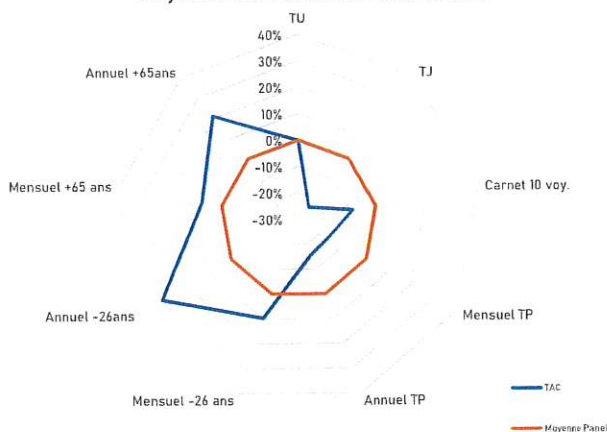 TU
40%
30%
20%
10%
0%
-10%
-20%
-30%
TJ
Carnet 10 voy.
Mensuel TP
Annuel TP
Mensuel -26 ans
Annuel -26ans
Mensuel +65 ans
Annuel +65ans
TAC
Moyenne Panel